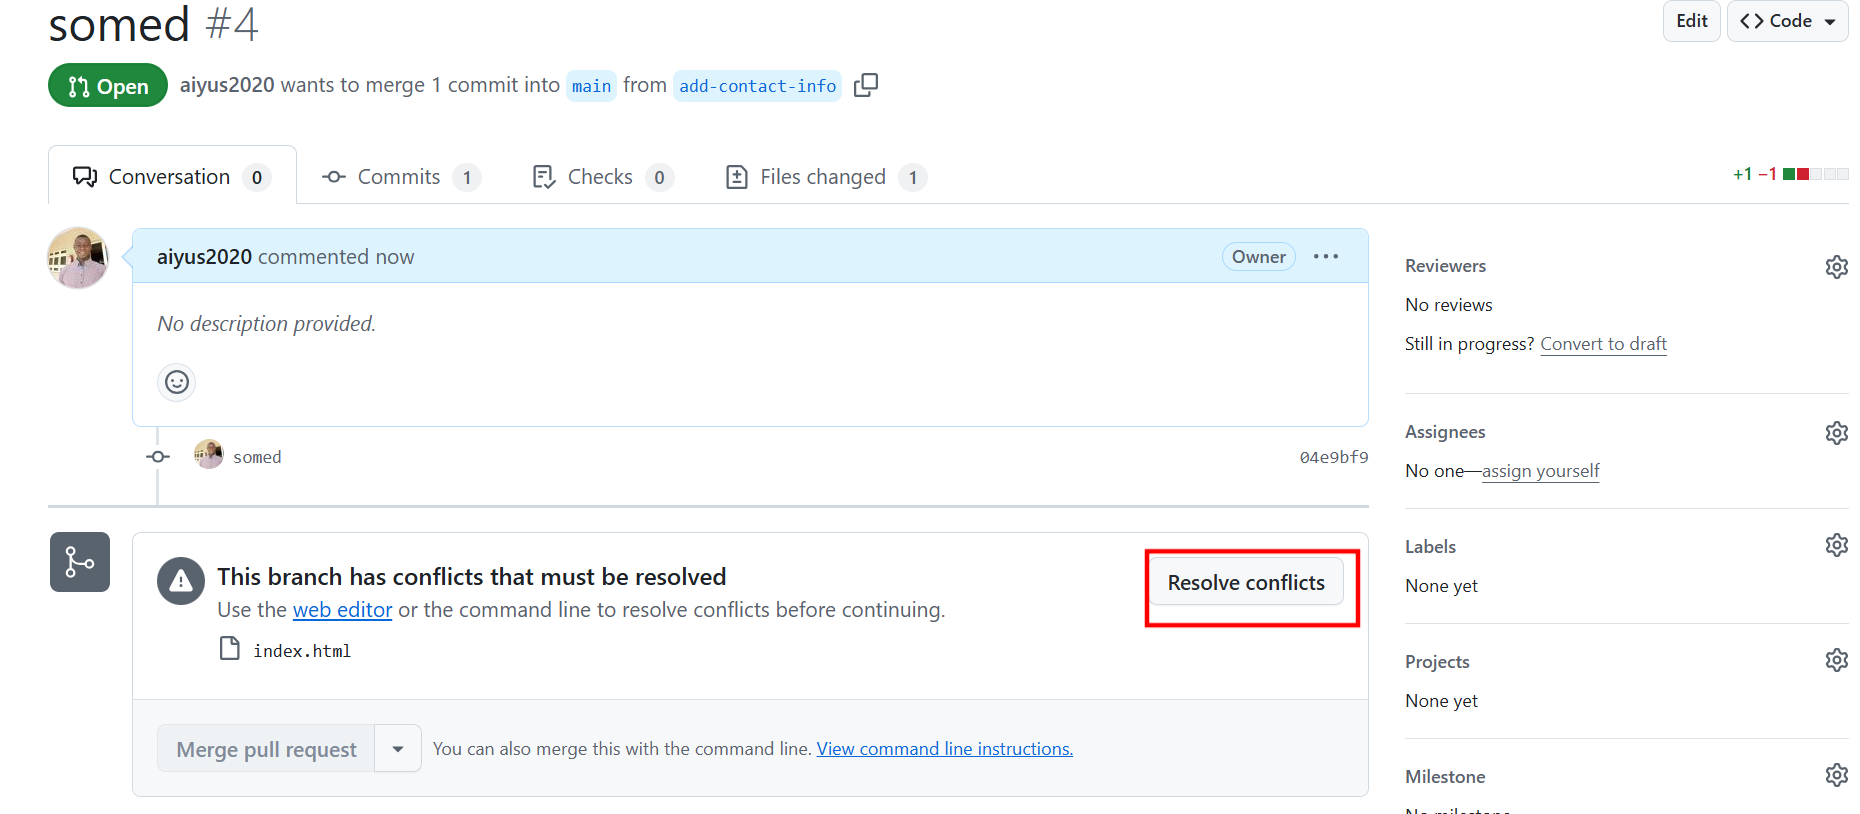 somed #4
Edit
Code
Open
aiyus2020 wants to merge 1 commit into main from add-contact-info
Conversation 0
Commits 1
Checks 0
Files changed 1
+1 −1
aiyus2020 commented now
Owner
No description provided.
somed
04e9bf9
This branch has conflicts that must be resolved
Use the web editor or the command line to resolve conflicts before continuing.
index.html
Resolve conflicts
Merge pull request
You can also merge this with the command line. View command line instructions.
Reviewers
No reviews
Still in progress? Convert to draft
Assignees
No one—assign yourself
Labels
None yet
Projects
None yet
Milestone
No milestone